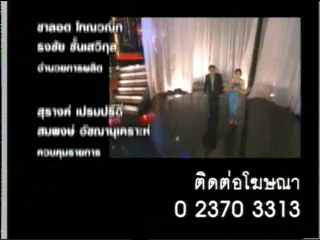 ชาลอต โทณวณิก
ธงชัย ชั้นเสวิกุล
อำนวยการผลิต
สุรางค์ เปรมปรีดิ์
สมพงษ์ อัชฌานุเคราะห์
ควบคุมรายการ
ติดต่อโฆษณา
0 2370 3313